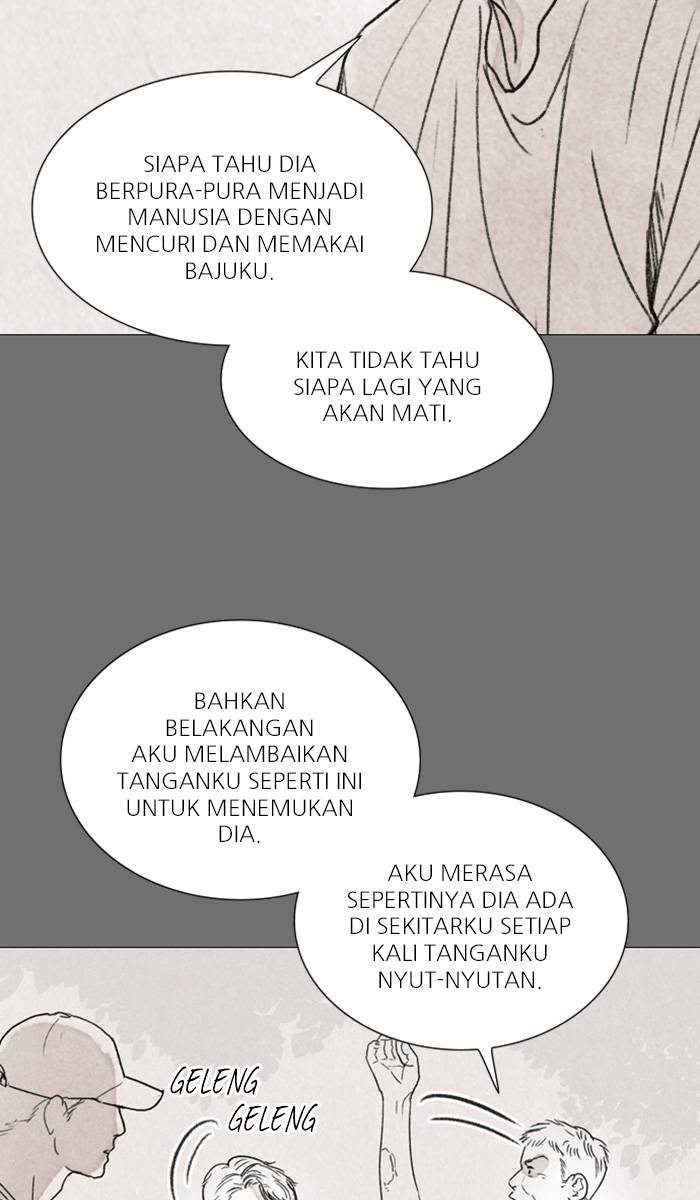 SIAPA TAHU DIA
BERPURA-PURA MENJADI
MANUSIA DENGAN
MENCURI DAN MEMAKAI
BAJUKU.
KITA TIDAK TAHU
SIAPA LAGI YANG
AKAN MATI.
BAHKAN
BELAKANGAN
AKU MELAMBAIKAN
TANGANKU SEPERTI INI
UNTUK MENEMUKAN
DIA.
AKU MERASA
SEPERTINYA DIA ADA
DI SEKITARKU SETIAP
KALI TANGANKU
NYUT-NYUTAN.
GELENG
GELENG